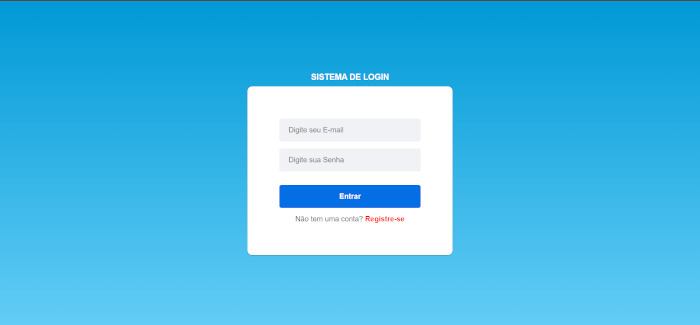 SISTEMA DE LOGIN
Digite seu E-mail
Digite sua Senha
Entrar
Não tem uma conta? Registre-se